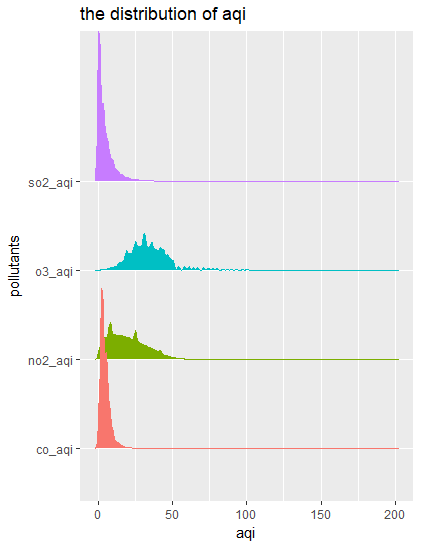 the distribution of aqi
pollutants
so2_aqi
o3_aqi
no2_aqi
co_aqi
0 50 100 150 200
aqi